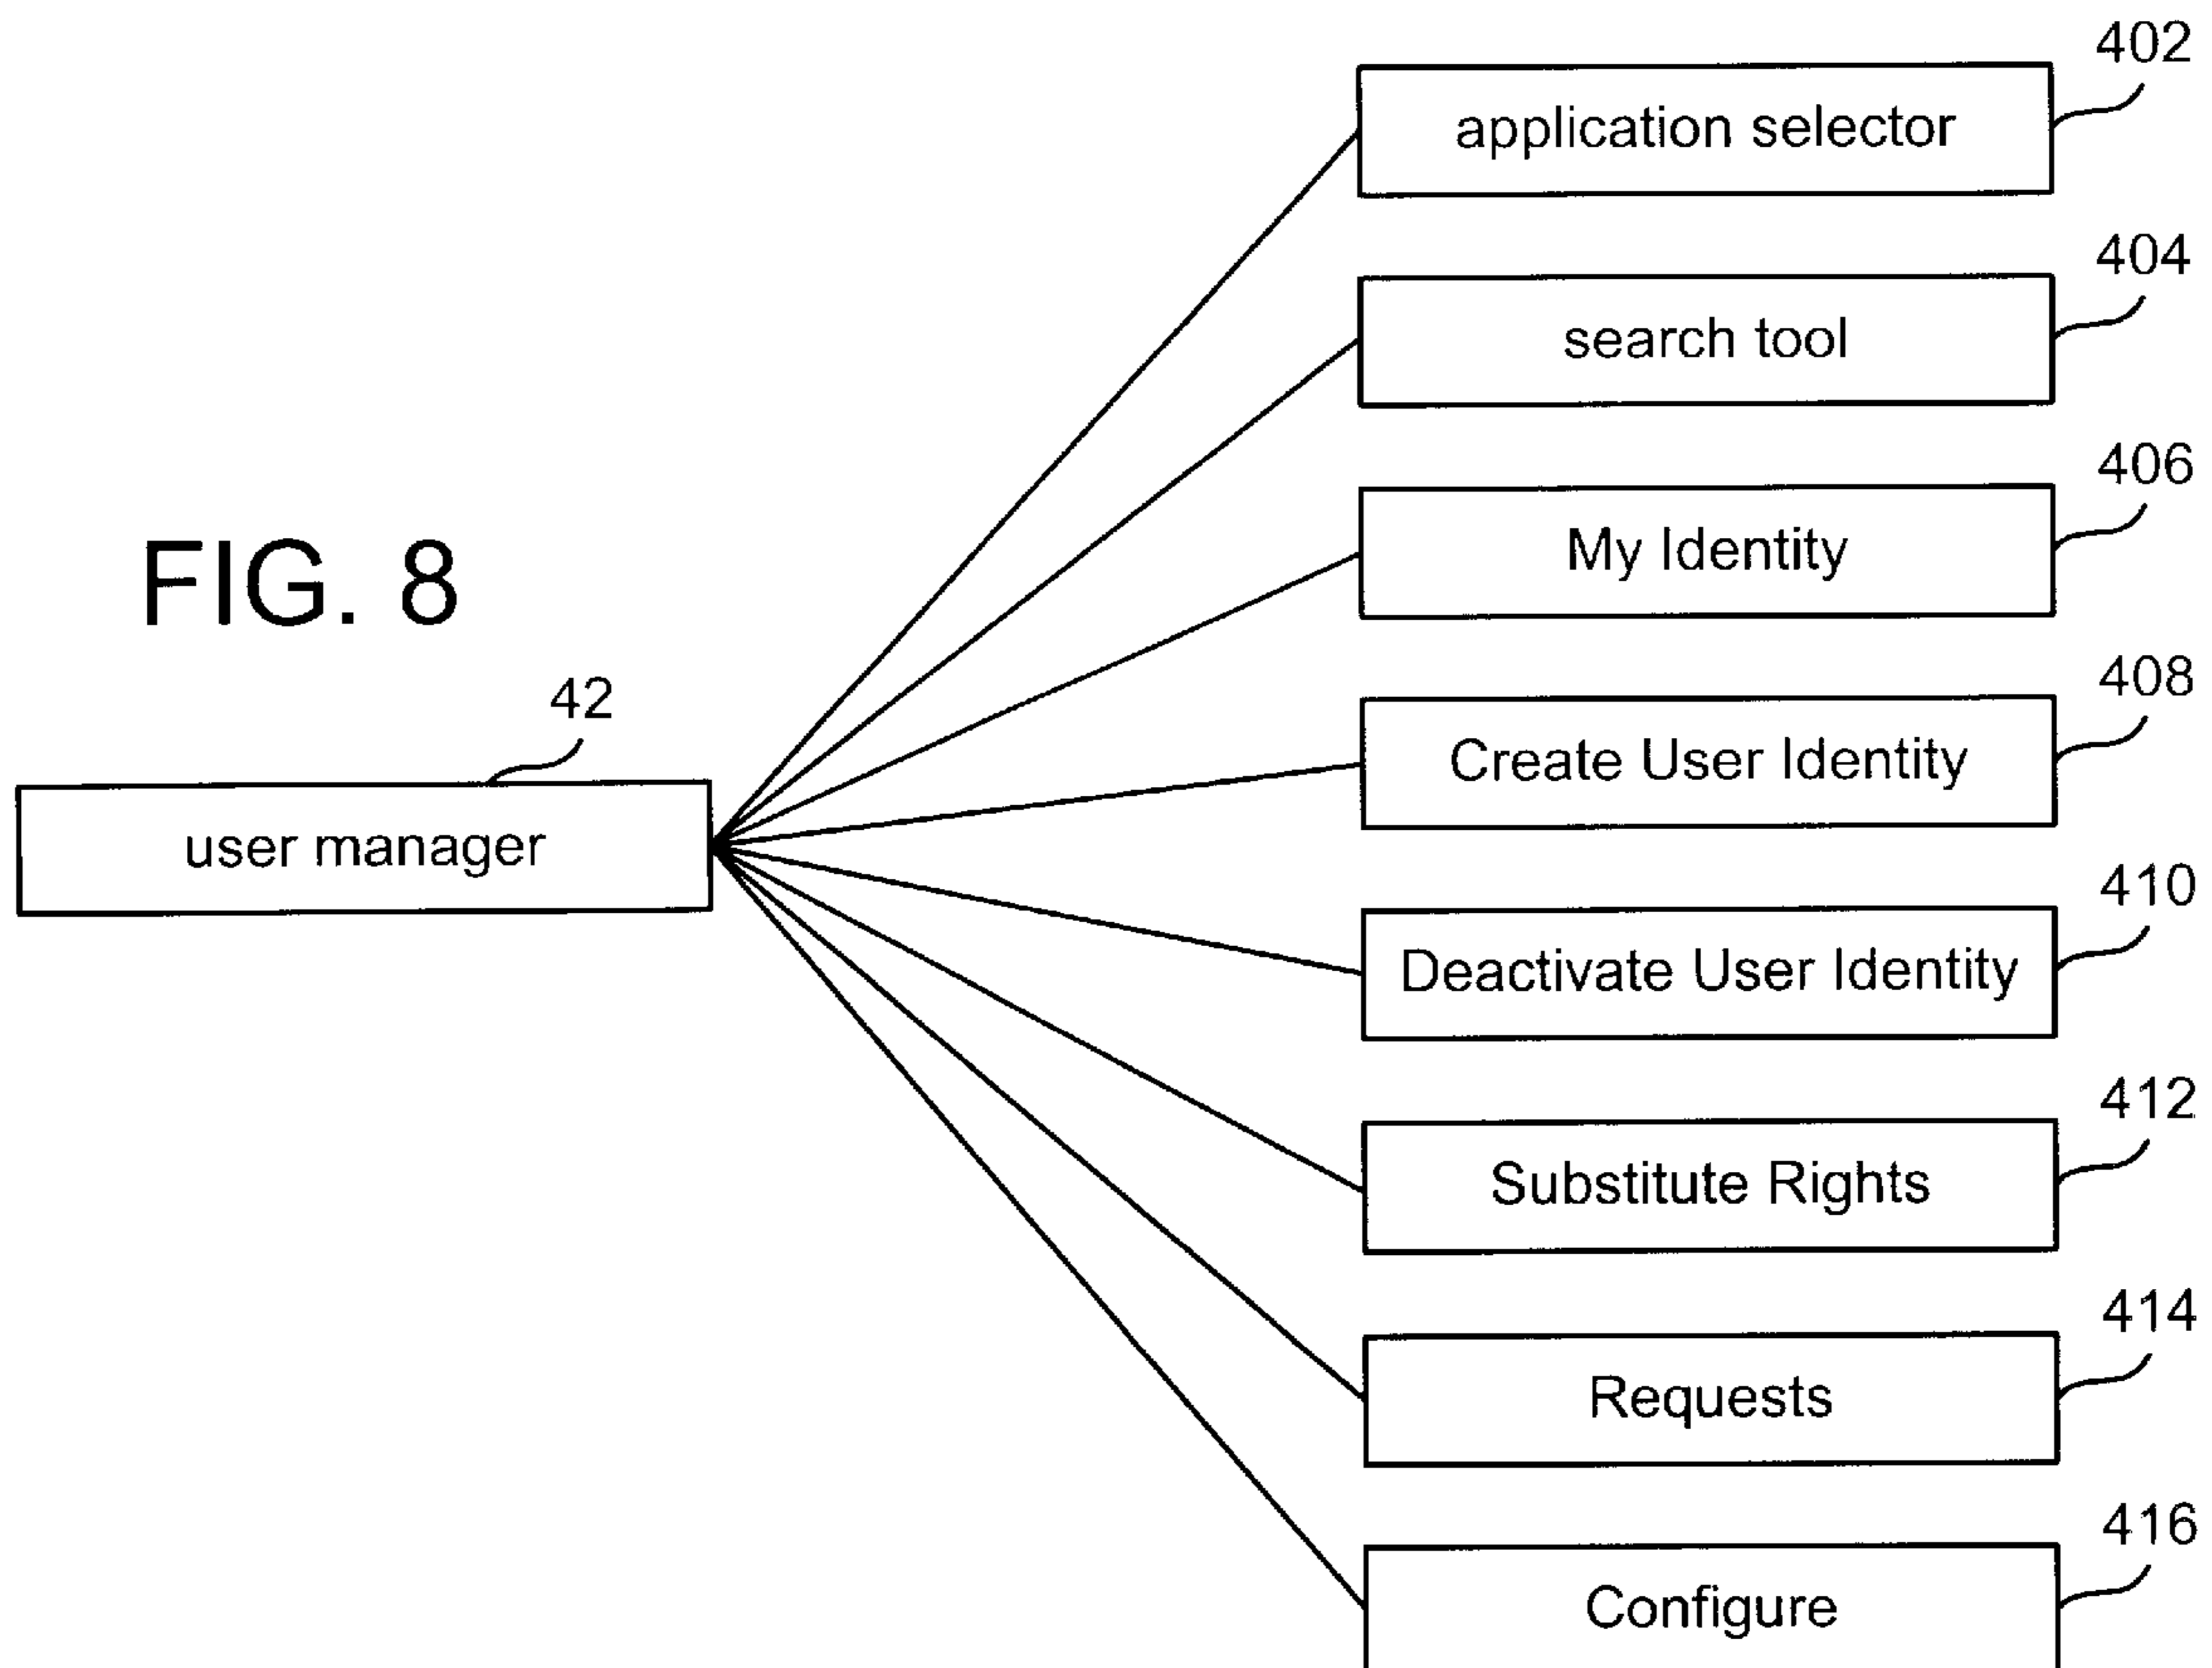 402
application selector
404
search tool
406
My Identity
FIG. 8
408
Create User Identity
42
user manager
410
Deactivate User Identity
412
Substitute Rights
414
Requests
416
Configure